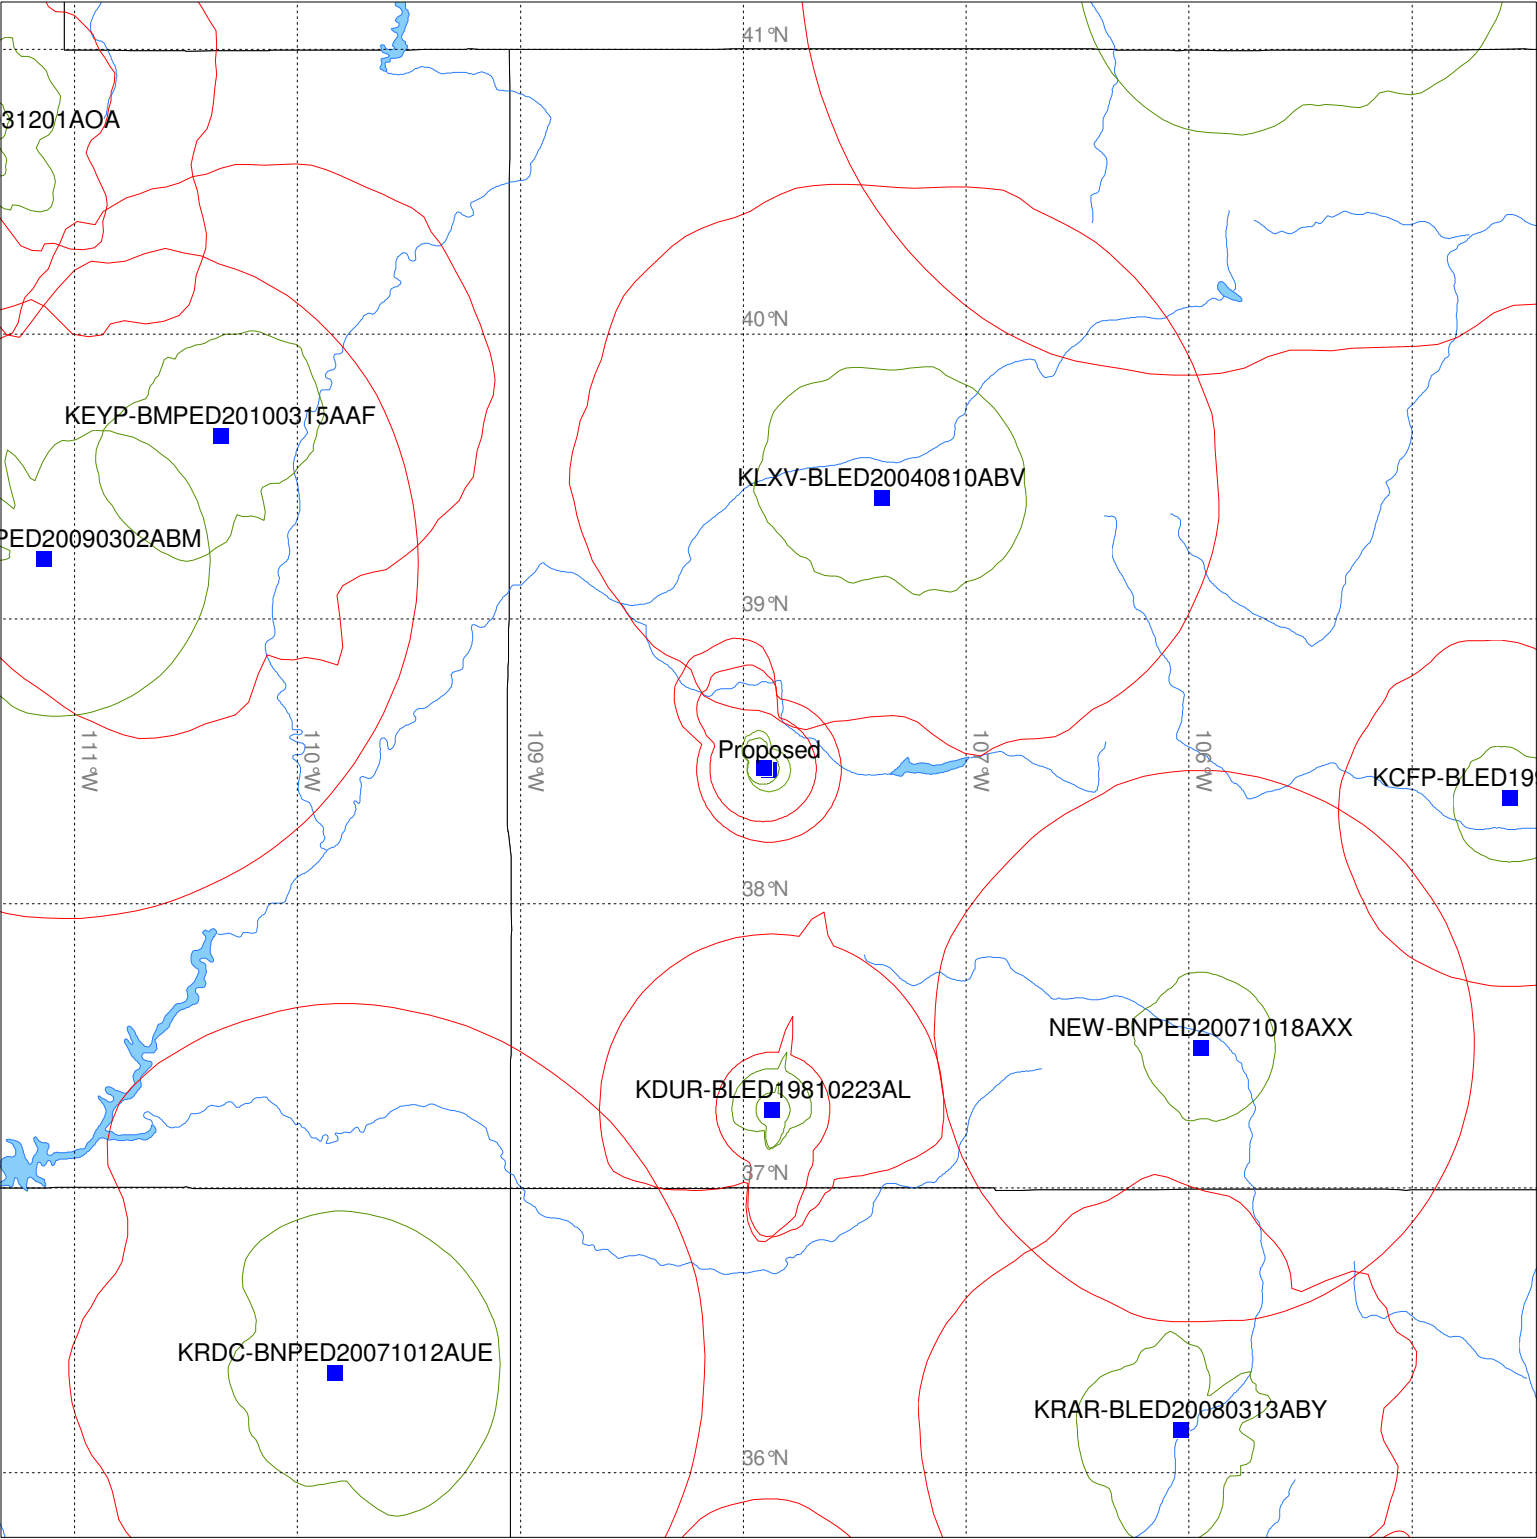 41°N
31201AOA
40°N
KEYP-BMPED20100315AAF
KLXV-BLED20040810ABV
PED20090302ABM
39°N
111°W
110°W
109°W
Proposed
107°W
106°W
KCFP-BLED199
38°N
NEW-BNPED20071018AXX
KDUR-BLED19810223AL
37°N
KRDC-BNPED20071012AUE
KRAR-BLED20080313ABY
36°N